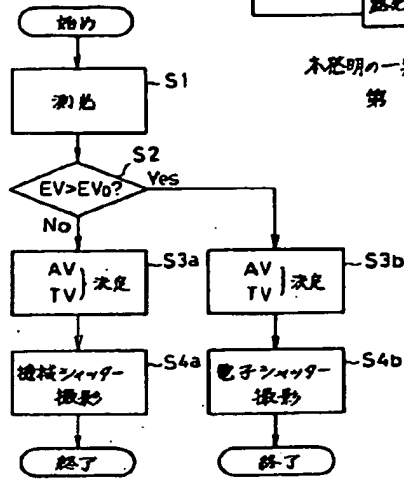 始め
本発明の一
第
S1
測光
S2
EV>EV₀?
Yes
No
S3a
AV
TV
} 決定
S3b
AV
TV
} 決定
S4a
機械シャッター
撮影
S4b
電子シャッター
撮影
終了
終了